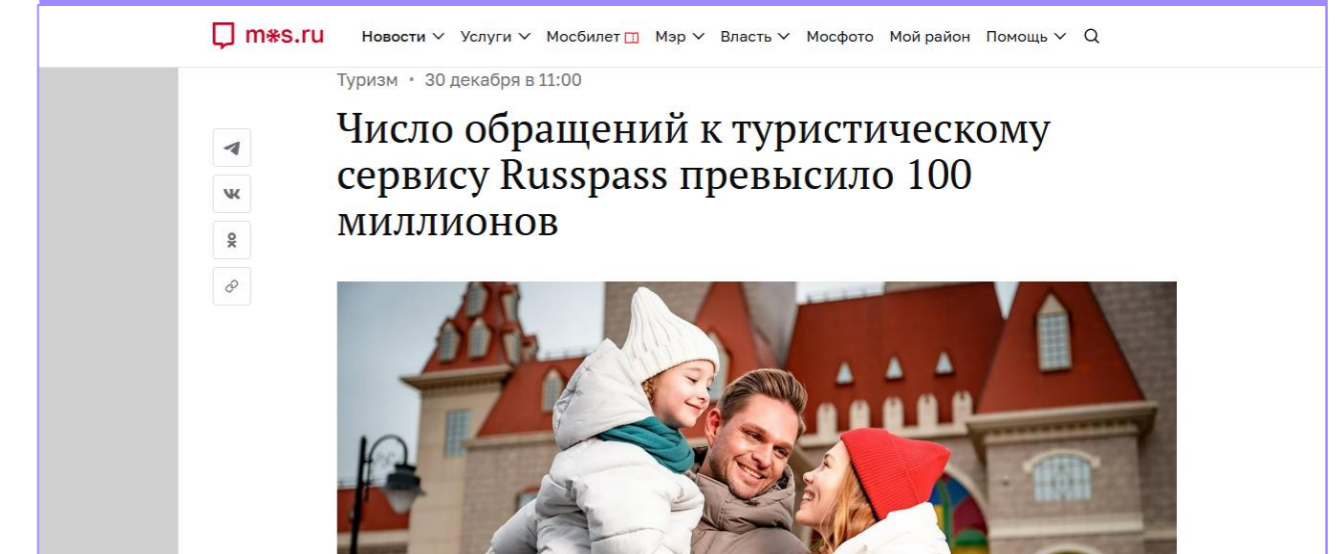 m*s.ru Новости Услуги Мосбилет Мэр Власть Мосфото Мой район Помощь
Туризм • 30 декабря в 11:00
Число обращений к туристическому
сервису Russpass превысило 100
миллионов